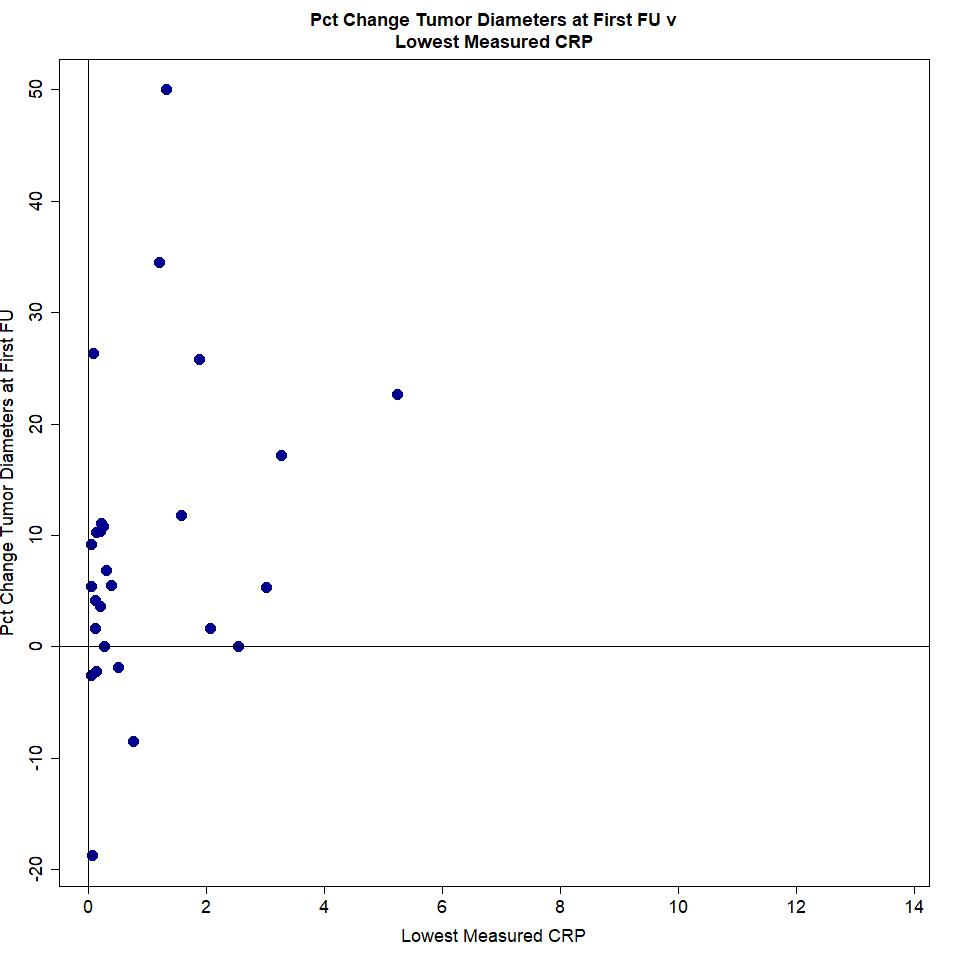 Pct Change Tumor Diameters at First FU v
Lowest Measured CRP
Pct Change Tumor Diameters at First FU
50
40
30
20
10
0
-10
-20
0 2 4 6 8 10 12 14
Lowest Measured CRP